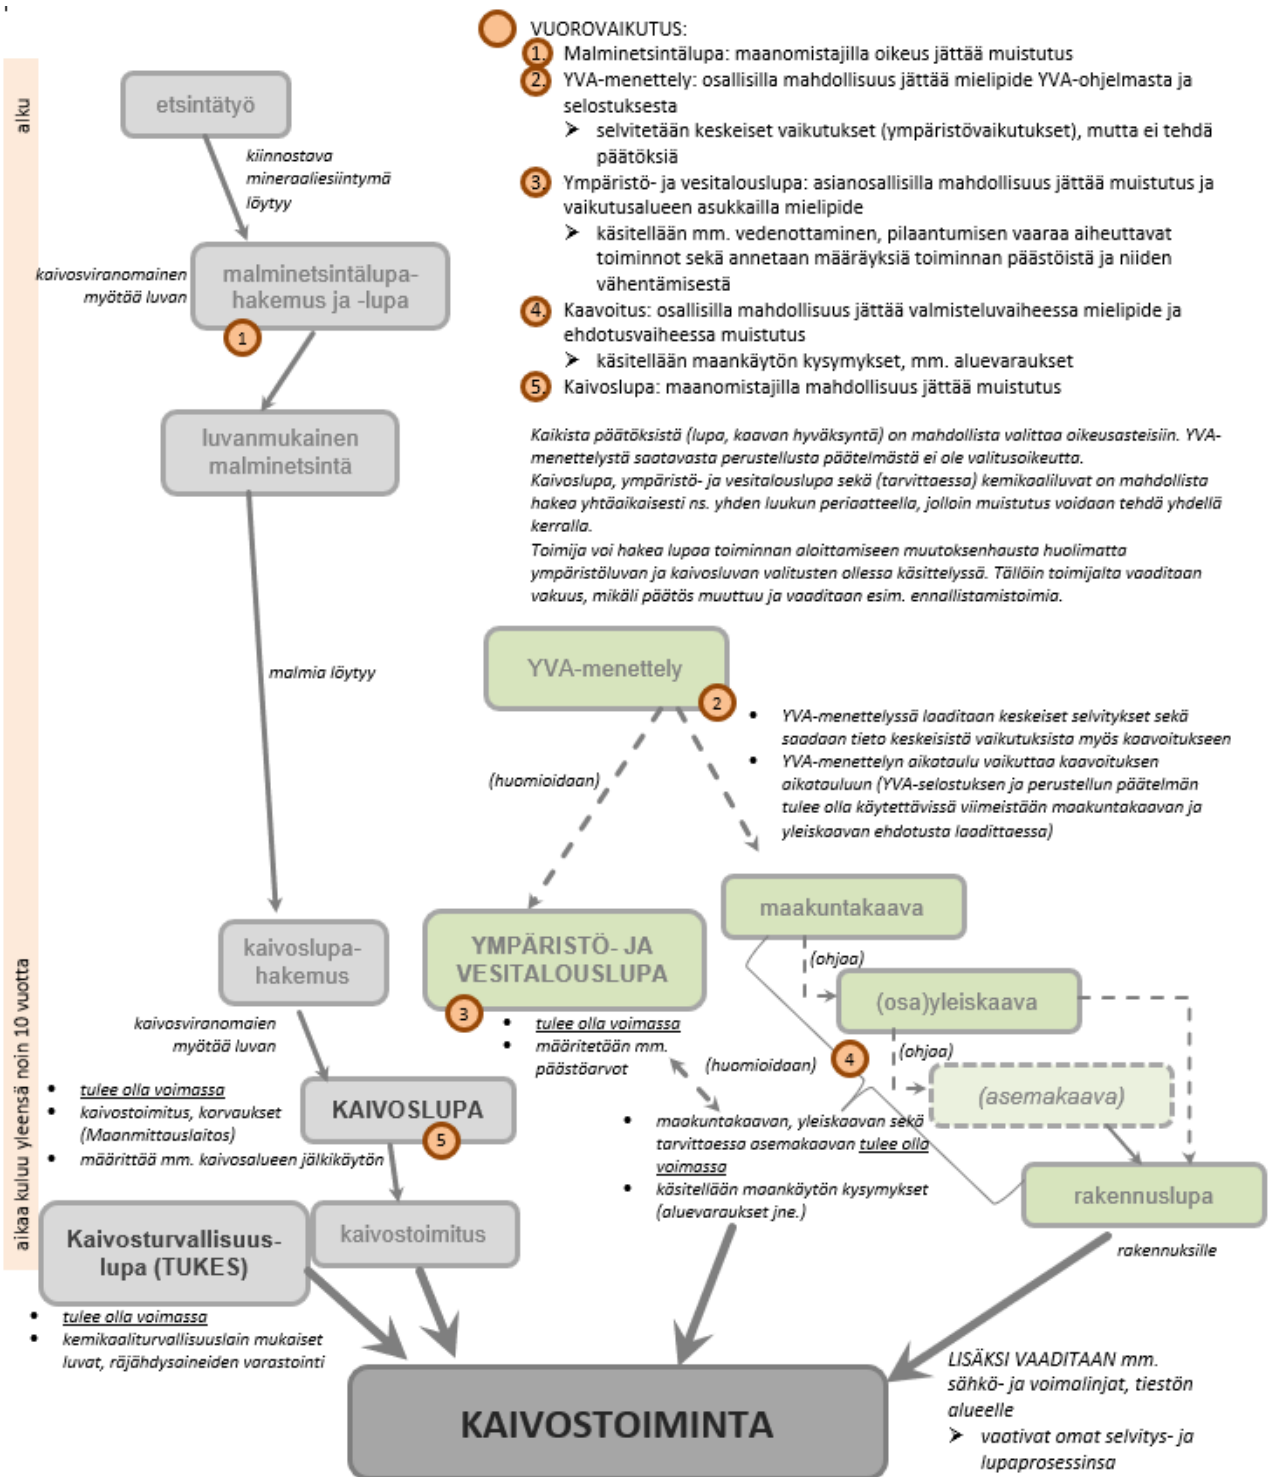 VUOROVAIKUTUS:
1. Malminetsintälupa: maanomistajilla oikeus jättää muistutus
2. YVA-menettely: osallisilla mahdollisuus jättää mielipide YVA-ohjelmasta ja
selostuksesta
➢ selvitetään keskeiset vaikutukset (ympäristövaikutukset), mutta ei tehdä
päätöksiä
3. Ympäristö- ja vesitalouslupa: asianosallisilla mahdollisuus jättää muistutus ja
vaikutusalueen asukkailla mielipide
➢ käsitellään mm. vedenottaminen, pilaantumisen vaaraa aiheuttavat
toiminnot sekä annetaan määräyksiä toiminnan päästöistä ja niiden
vähentämisestä
4. Kaavoitus: osallisilla mahdollisuus jättää valmisteluvaiheessa mielipide ja
ehdotusvaiheessa muistutus
➢ käsitellään maankäytön kysymykset, mm. aluevaraukset
5. Kaivoslupa: maanomistajilla mahdollisuus jättää muistutus
Kaikista päätöksistä (lupa, kaavan hyväksyntä) on mahdollista valittaa oikeusasteisiin. YVA-
menettelystä saatavasta perustellusta päätelmästä ei ole valitusoikeutta.
Kaivoslupa, ympäristö- ja vesitalouslupa sekä (tarvittaessa) kemikaaliluvat on mahdollista
hakea yhtäaikaisesti ns. yhden luukun periaatteella, jolloin muistutus voidaan tehdä yhdellä
kerralla.
Toimija voi hakea lupaa toiminnan aloittamiseen muutoksenhausta huolimatta
ympäristöluvan ja kaivosluvan valitusten ollessa käsittelyssä. Tällöin toimijalta vaaditaan
vakuus, mikäli päätös muuttuu ja vaaditaan esim. ennallistamistoimia.
alku
etsintätyö
kiinnostava
mineraaliesiintymä
löytyy
kaivosviranomainen
myötää luvan
malminetsintälupa-
hakemus ja -lupa
1
luvanmukainen
malminetsintä
malmia löytyy
YVA-menettely
2
• YVA-menettelyssä laaditaan keskeiset selvitykset sekä
saadaan tieto keskeisistä vaikutuksista myös kaavoitukseen
• YVA-menettelyn aikataulu vaikuttaa kaavoituksen
aikatauluun (YVA-selostuksen ja perustellun päätelmän
tulee olla käytettävissä viimeistään maakuntakaavan ja
yleiskaavan ehdotusta laadittaessa)
(huomioidaan)
aikaa kuluu yleensä noin 10 vuotta
kaivoslupa-
hakemus
YMPÄRISTÖ- JA
VESITALOUSLUPA
3
• tulee olla voimassa
• määritetään mm.
päästöarvot
maakuntakaava
(ohjaa)
(osa)yleiskaava
(ohjaa)
(asemakaava)
4
(huomioidaan)
• maakuntakaavan, yleiskaavan sekä
tarvittaessa asemakaavan tulee olla
voimassa
• käsitellään maankäytön kysymykset
(aluevaraukset jne.)
rakennuslupa
rakennuksille
kaivosviranomaien
myötää luvan
KAIVOSLUPA
5
• tulee olla voimassa
• kaivostoimitus, korvaukset
(Maanmittauslaitos)
• määrittää mm. kaivosalueen jälkikäytön
Kaivosturvallisuus-
lupa (TUKES)
kaivostoimitus
• tulee olla voimassa
• kemikaaliturvallisuuslain mukaiset
luvat, räjähdysaineiden varastointi
KAIVOSTOIMINTA
LISÄKSI VAADITAAN mm.
sähkö- ja voimalinjat, tiestön
alueelle
➢ vaativat omat selvitys- ja
lupaprosessinsa